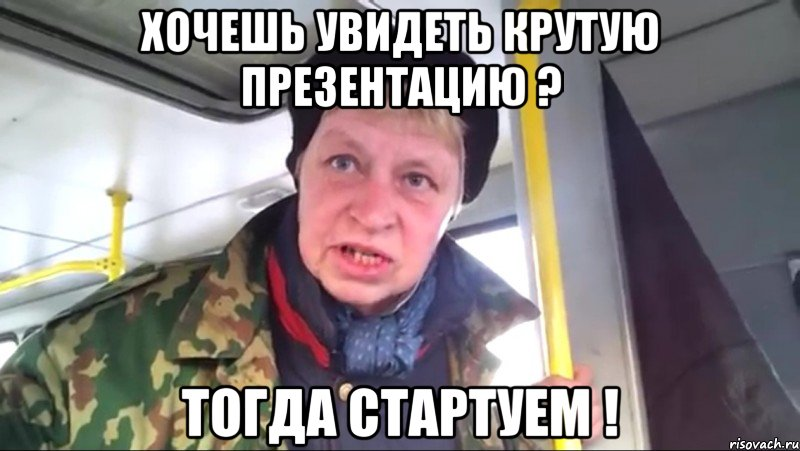 ХОЧЕШЬ УВИДЕТЬ КРУТУЮ
ПРЕЗЕНТАЦИЮ ?
ТОГДА СТАРТУЕМ !
risovach.ru